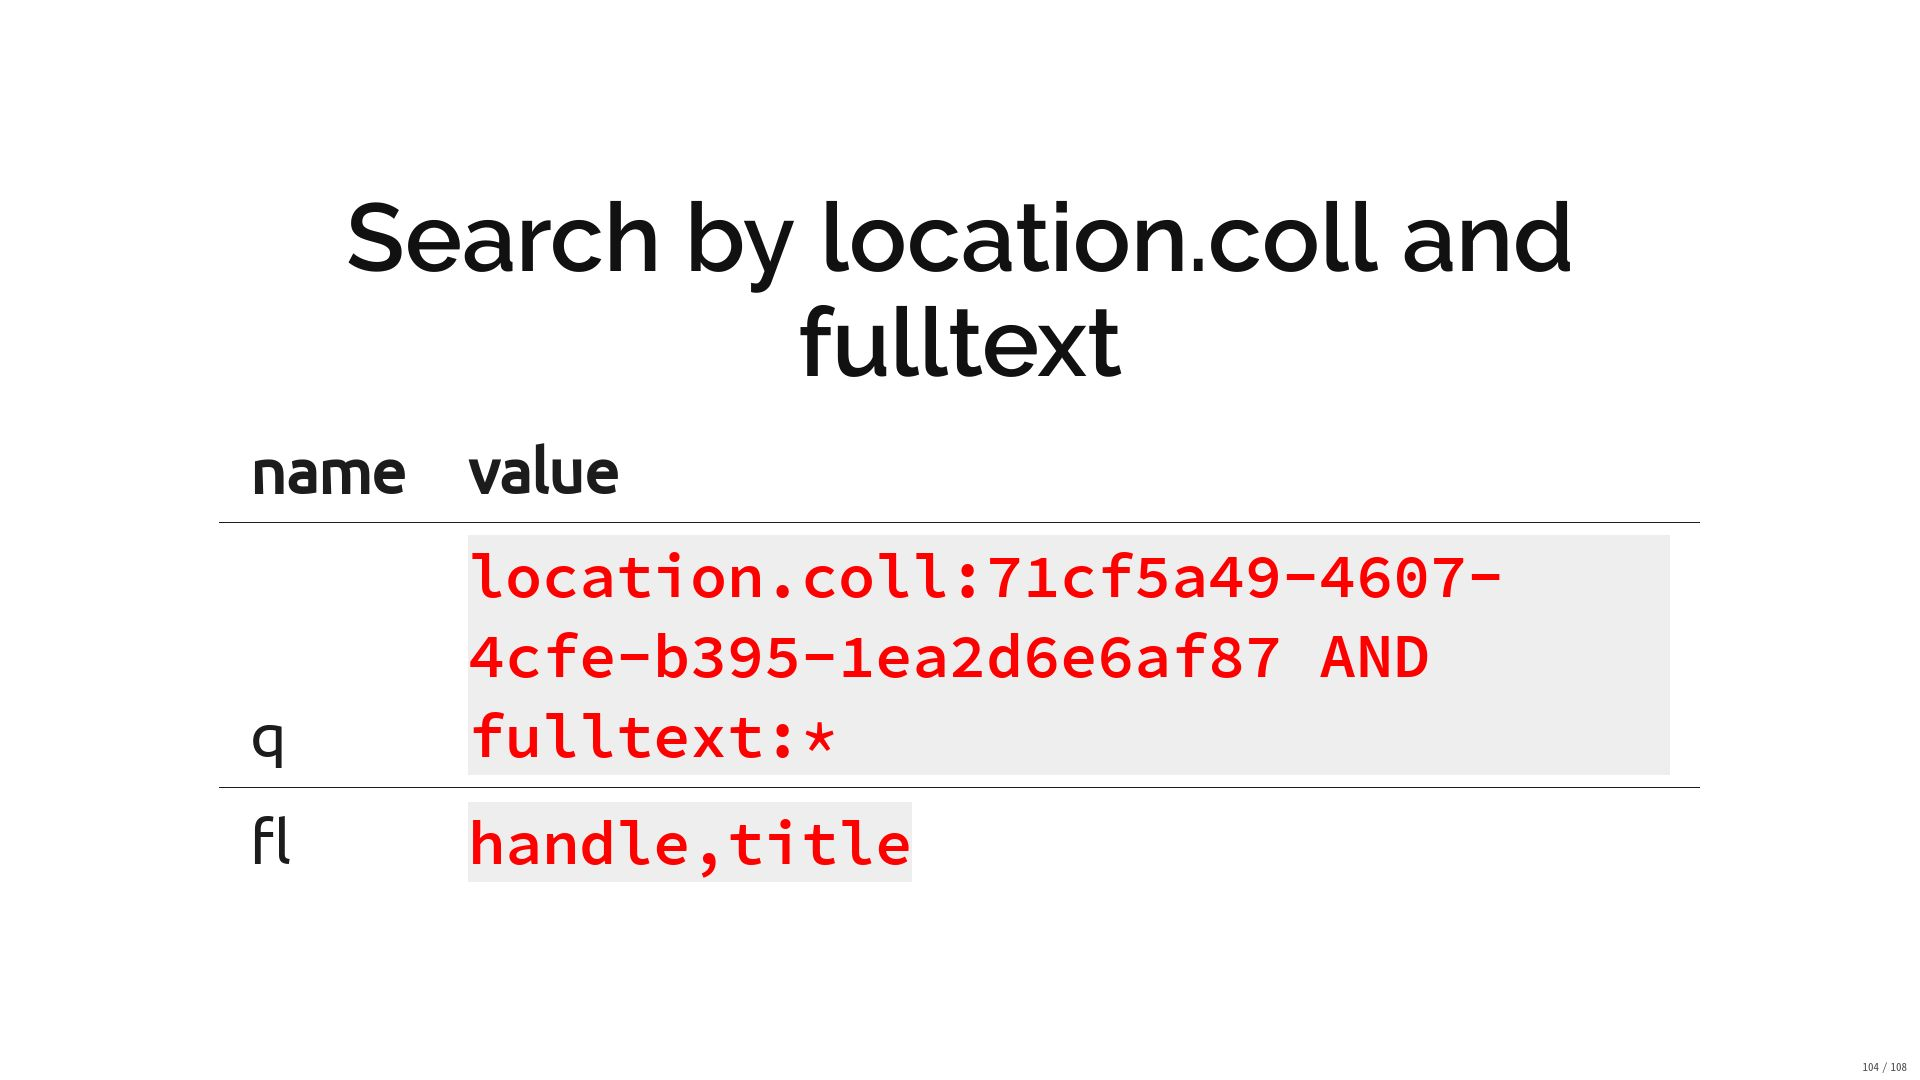 Search by location.coll and
fulltext
name value
location.coll:71cf5a49-4607-
4cfe-b395-1ea2d6e6af87 AND
q fulltext:*
fl handle,title
104 / 108